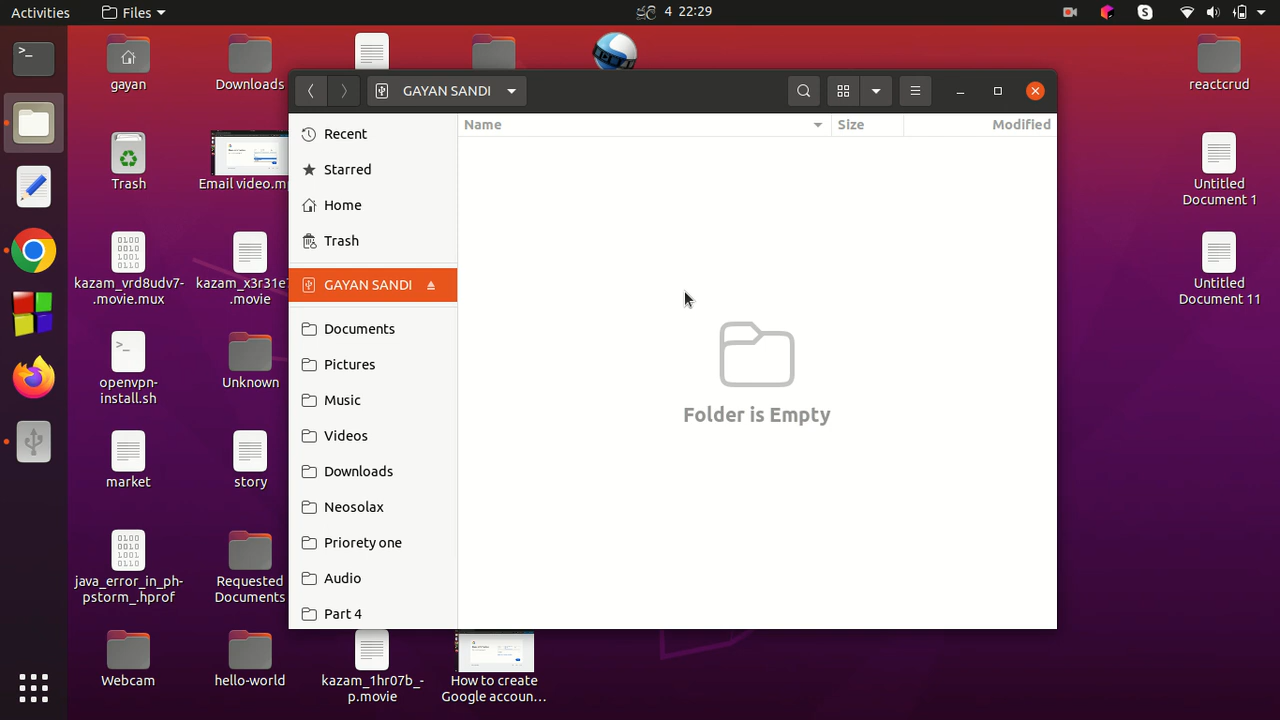 Activities
Files
4 22:29
gayan
Downloads
reactcrud
Trash
Email video.m
Untitled
Document 1
kazam_vrd8udv7-
.movie.mux
kazam_x3r31e
.movie
Untitled
Document 11
openvpn-
install.sh
Unknown
market
story
java_error_in_ph-
pstorm_.hprof
Requested
Documents
Webcam
hello-world
kazam_1hr07b_-
p.movie
How to create
Google accoun…
GAYAN SANDI
Name
Size
Modified
Recent
Starred
Home
Trash
GAYAN SANDI
Documents
Pictures
Music
Videos
Downloads
Neosolax
Priorety one
Audio
Part 4
Folder is Empty